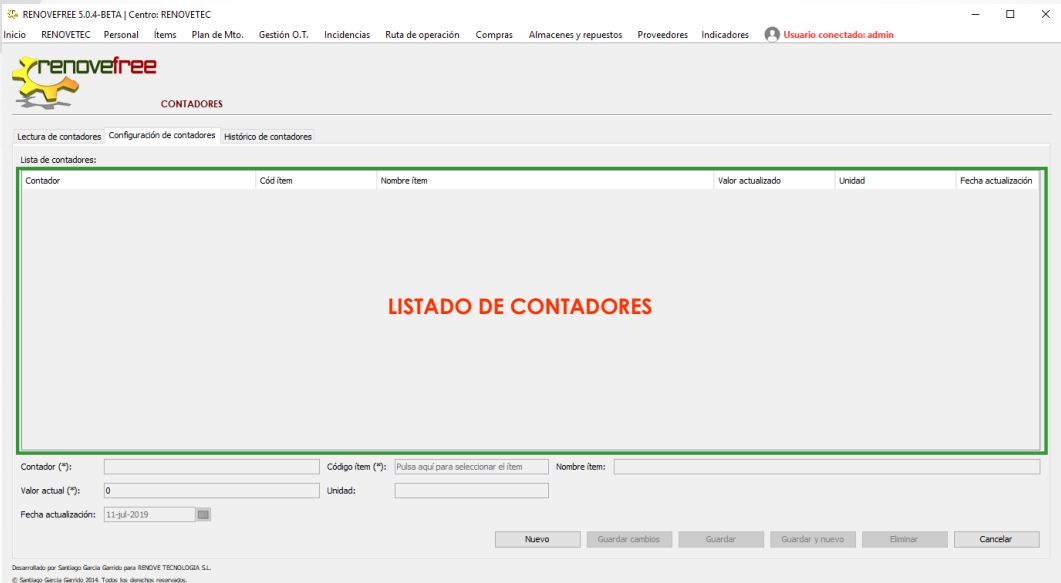 RENOVEFREE 5.0.4-BETA | Centro: RENOVETEC
Inicio RENOVETEC Personal Ítems Plan de Mto. Gestión O.T. Incidencias Ruta de operación Compras Almacenes y repuestos Proveedores Indicadores Usuario conectado: admin
renovefree
CONTADORES
Lectura de contadores Configuración de contadores Histórico de contadores
Lista de contadores:
Contador Cód ítem Nombre ítem Valor actualizado Unidad Fecha actualización
LISTADO DE CONTADORES
Contador (*): Código ítem (*): Pulsa aquí para seleccionar el ítem Nombre ítem:
Valor actual (*): 0 Unidad:
Fecha actualización: 11-jul-2019
Nuevo Guardar cambios Guardar Guardar y nuevo Eliminar Cancelar
Desarrollado por Santiago García Garrido para RENOVE TECNOLOGIA S.L.
© Santiago García Garrido 2014. Todos los derechos reservados.